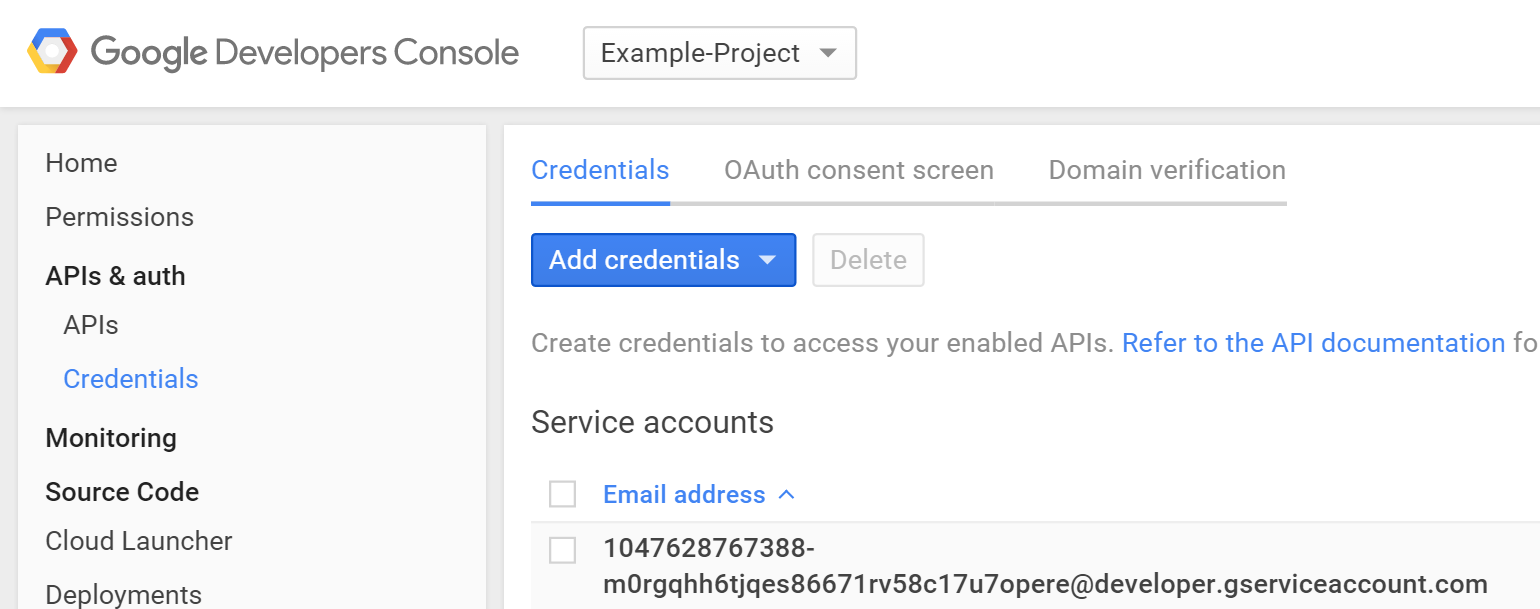 Google Developers Console
Example-Project
Home
Permissions
APIs & auth
APIs
Credentials
Monitoring
Source Code
Cloud Launcher
Deployments
Credentials OAuth consent screen Domain verification
Add credentials Delete
Create credentials to access your enabled APIs. Refer to the API documentation fo
Service accounts
Email address
1047628767388-
m0rgqhh6tjqes86671rv58c17u7opere@developer.gserviceaccount.com